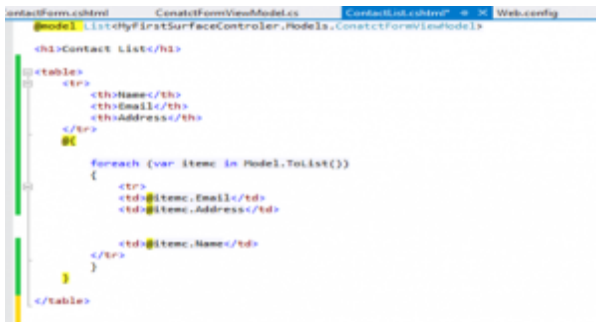 ontactForm.cshtml ConatctFormViewModel.cs ContactList.cshtml* Web.config
@model List<MyFirstSurfaceControler.Models.ConatctFormViewModel>
<h1>Contact List</h1>
<table>
<tr>
<th>Name</th>
<th>Email</th>
<th>Address</th>
</tr>
@{
foreach (var itemc in Model.ToList())
{
<tr>
<td>@itemc.Email</td>
<td>@itemc.Address</td>
<td>@itemc.Name</td>
</tr>
}
}
</table>